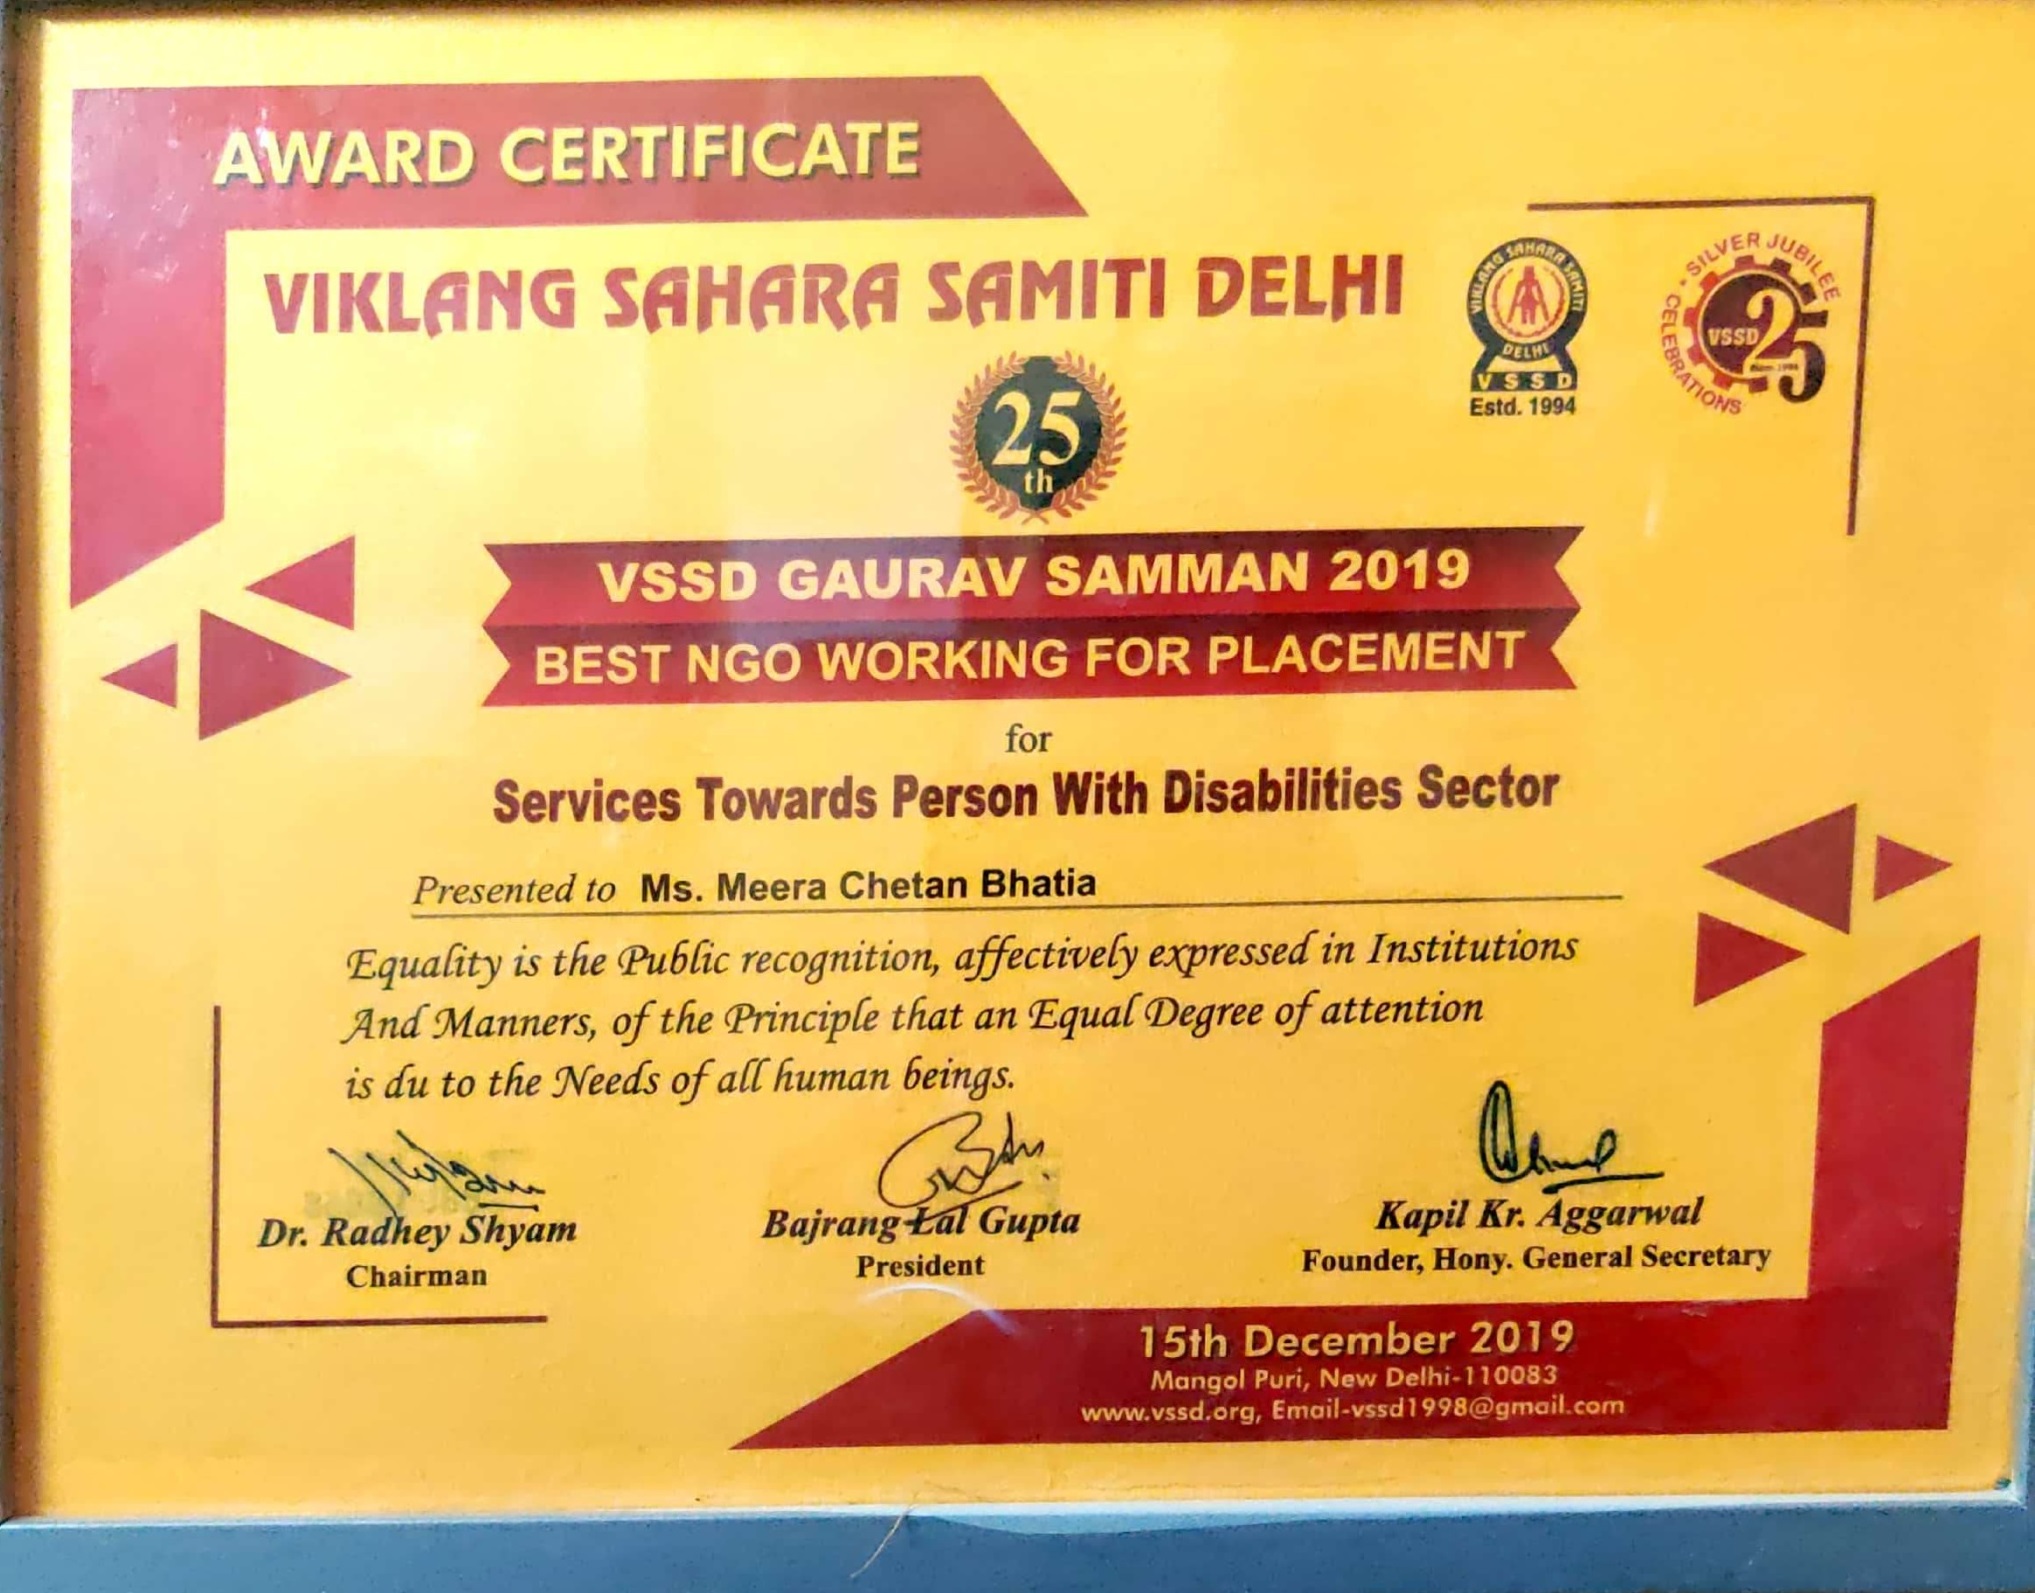 AWARD CERTIFICATE
VIKLANG SAHARA SAMITI DELHI
VIKLANG SAHARA SAMITI
DELHI
VSSD
Estd. 1994
SILVER JUBILEE
CELEBRATIONS
VSSD
25
25
th
VSSD GAURAV SAMMAN 2019
BEST NGO WORKING FOR PLACEMENT
for
Services Towards Person With Disabilities Sector
Presented to Ms. Meera Chetan Bhatia
Equality is the Public recognition, affectively expressed in Institutions
And Manners, of the Principle that an Equal Degree of attention
is du to the Needs of all human beings.
Dr. Radhey Shyam
Chairman
Bajrang Lal Gupta
President
Kapil Kr. Aggarwal
Founder, Hony. General Secretary
15th December 2019
Mangol Puri, New Delhi-110083
www.vssd.org, Email-vssd1998@gmail.com